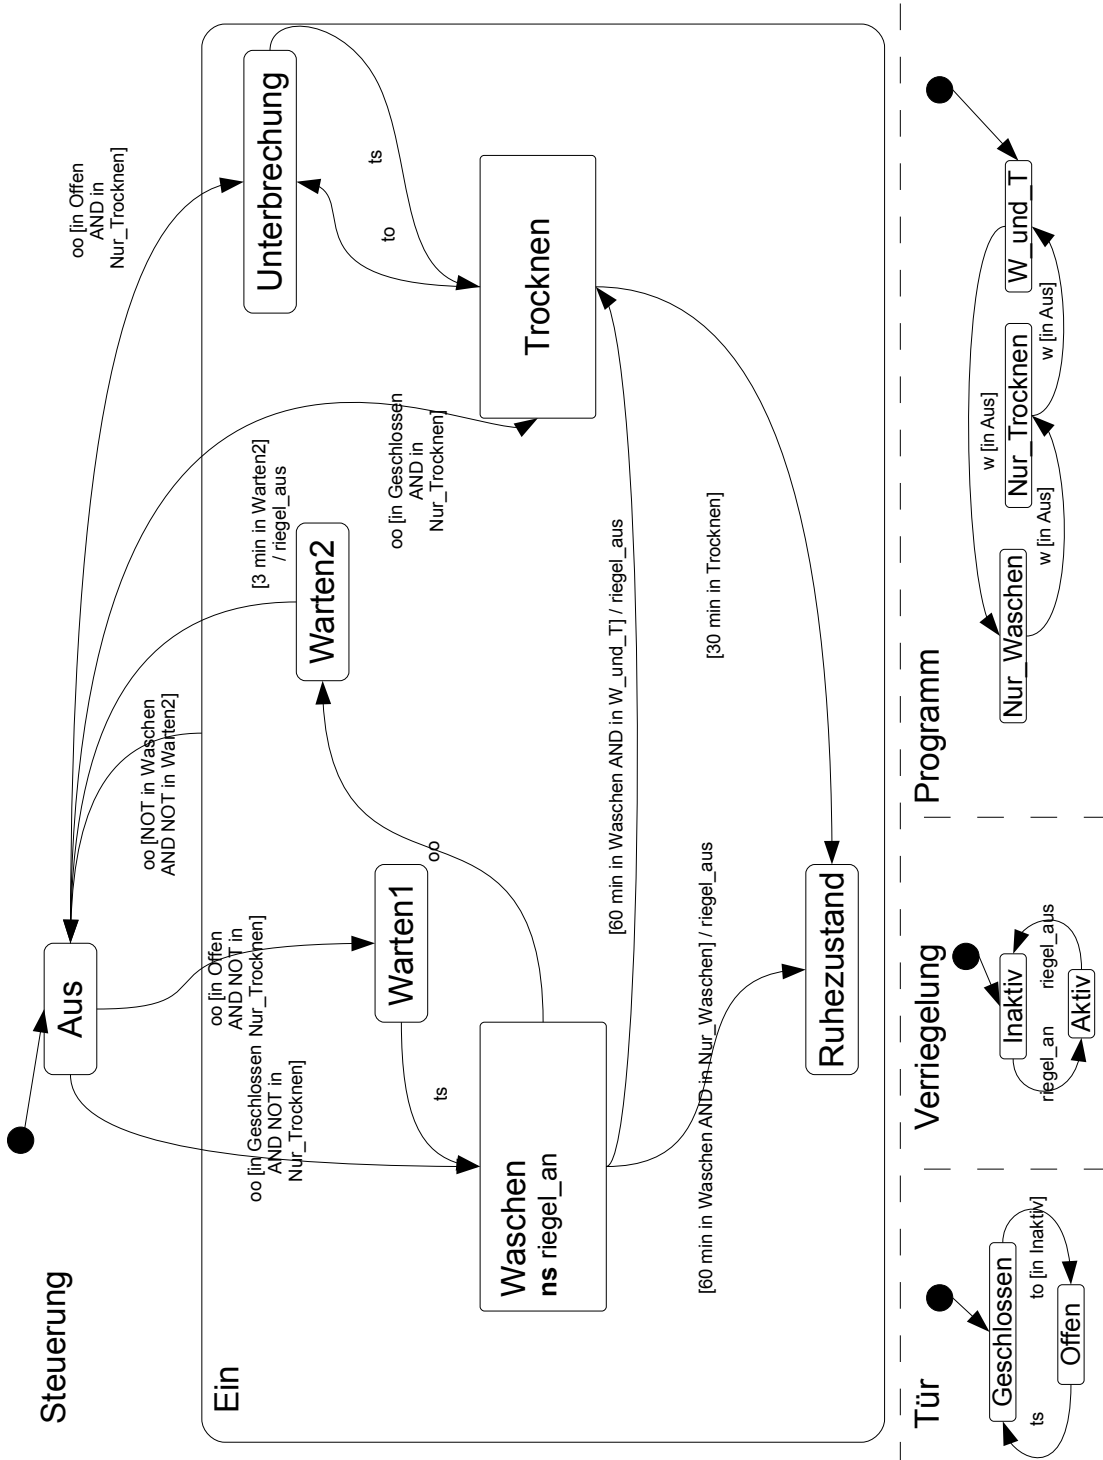 Steuerung
Aus
oo [in Offen
AND in
Nur_Trocknen]
oo [NOT in Waschen
AND NOT in Warten2]
Ein
oo [in Geschlossen
AND NOT in
Nur_Trocknen]
oo [in Offen
AND NOT in
Nur_Trocknen]
[3 min in Warten2]
/ riegel_aus
Unterbrechung
Warten2
Warten1
oo
ts
to
ts
oo [in Geschlossen
AND in
Nur_Trocknen]
Waschen
ns riegel_an
Trocknen
[60 min in Waschen AND in W_und_T] / riegel_aus
[60 min in Waschen AND in Nur_Waschen] / riegel_aus
[30 min in Trocknen]
Ruhezustand
Tür
Geschlossen
ts
to [in Inaktiv]
Offen
Verriegelung
Inaktiv
riegel_an
riegel_aus
Aktiv
Programm
w [in Aus]
Nur_Waschen
Nur_Trocknen
W_und_T
w [in Aus]
w [in Aus]